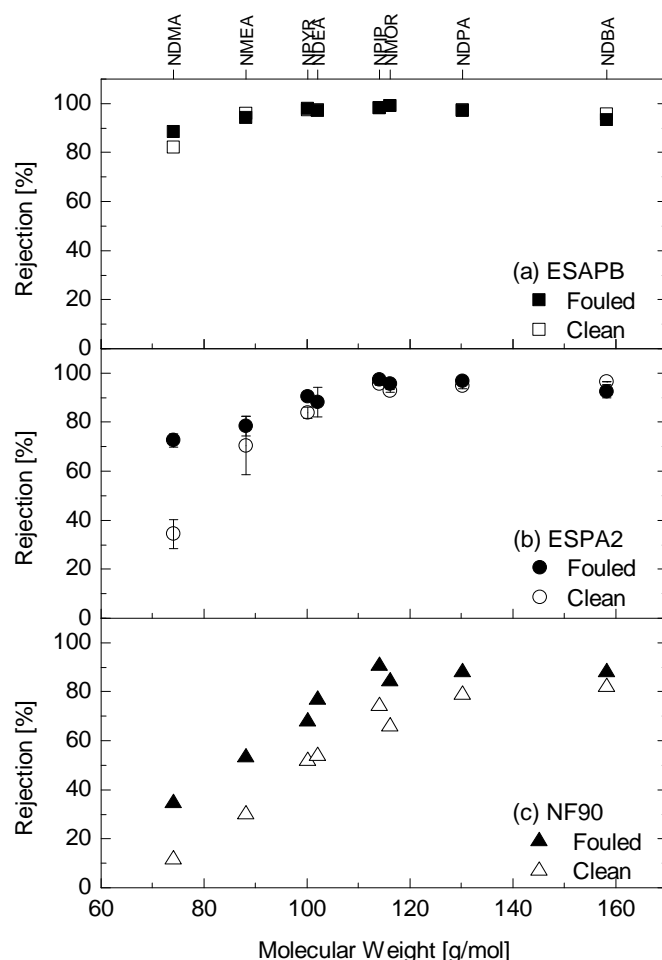 NDMA NMEA NPYR NDEA NPIP NMOR NDPA NDBA
100
80
60
40
20
0
Rejection [%]
(a) ESAPB
Fouled
Clean
100
80
60
40
20
0
Rejection [%]
(b) ESPA2
Fouled
Clean
100
80
60
40
20
0
Rejection [%]
(c) NF90
Fouled
Clean
60 80 100 120 140 160
Molecular Weight [g/mol]